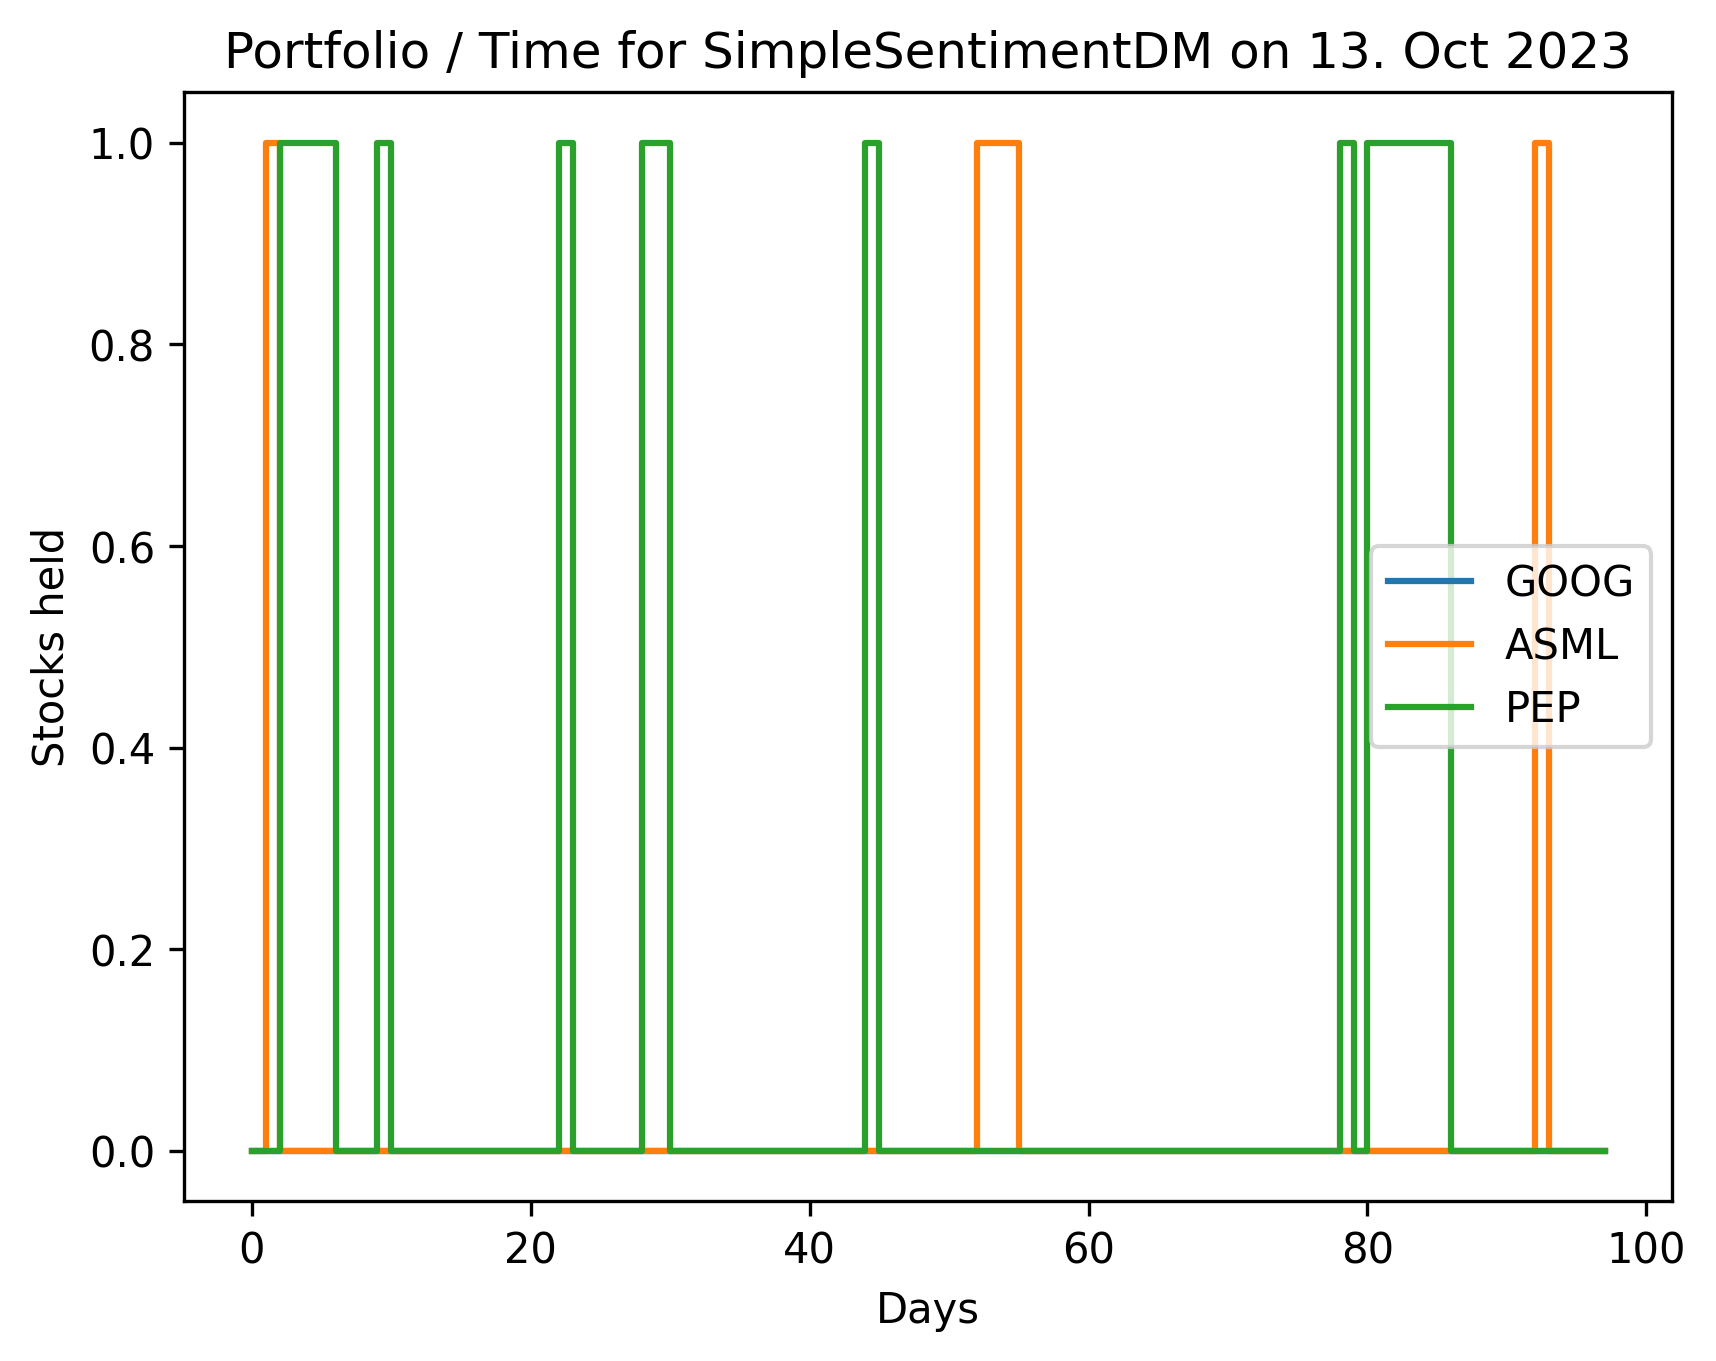 Portfolio / Time for SimpleSentimentDM on 13. Oct 2023
1.0
0.8
0.6
0.4
0.2
0.0
Stocks held
GOOG
ASML
PEP
0 20 40 60 80 100
Days